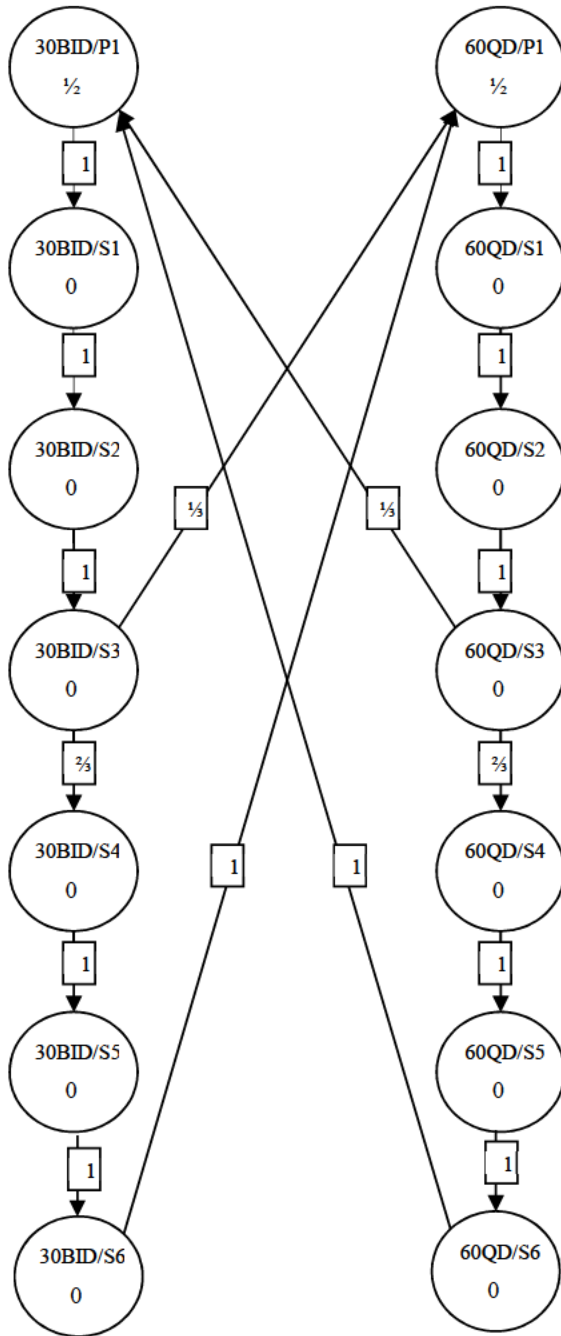 30BID/P1
½
60QD/P1
½
1
1
30BID/S1
0
60QD/S1
0
1
1
30BID/S2
0
60QD/S2
0
⅓
⅓
1
1
30BID/S3
0
60QD/S3
0
⅔
⅔
30BID/S4
0
1
1
60QD/S4
0
1
1
30BID/S5
0
60QD/S5
0
1
1
30BID/S6
0
60QD/S6
0